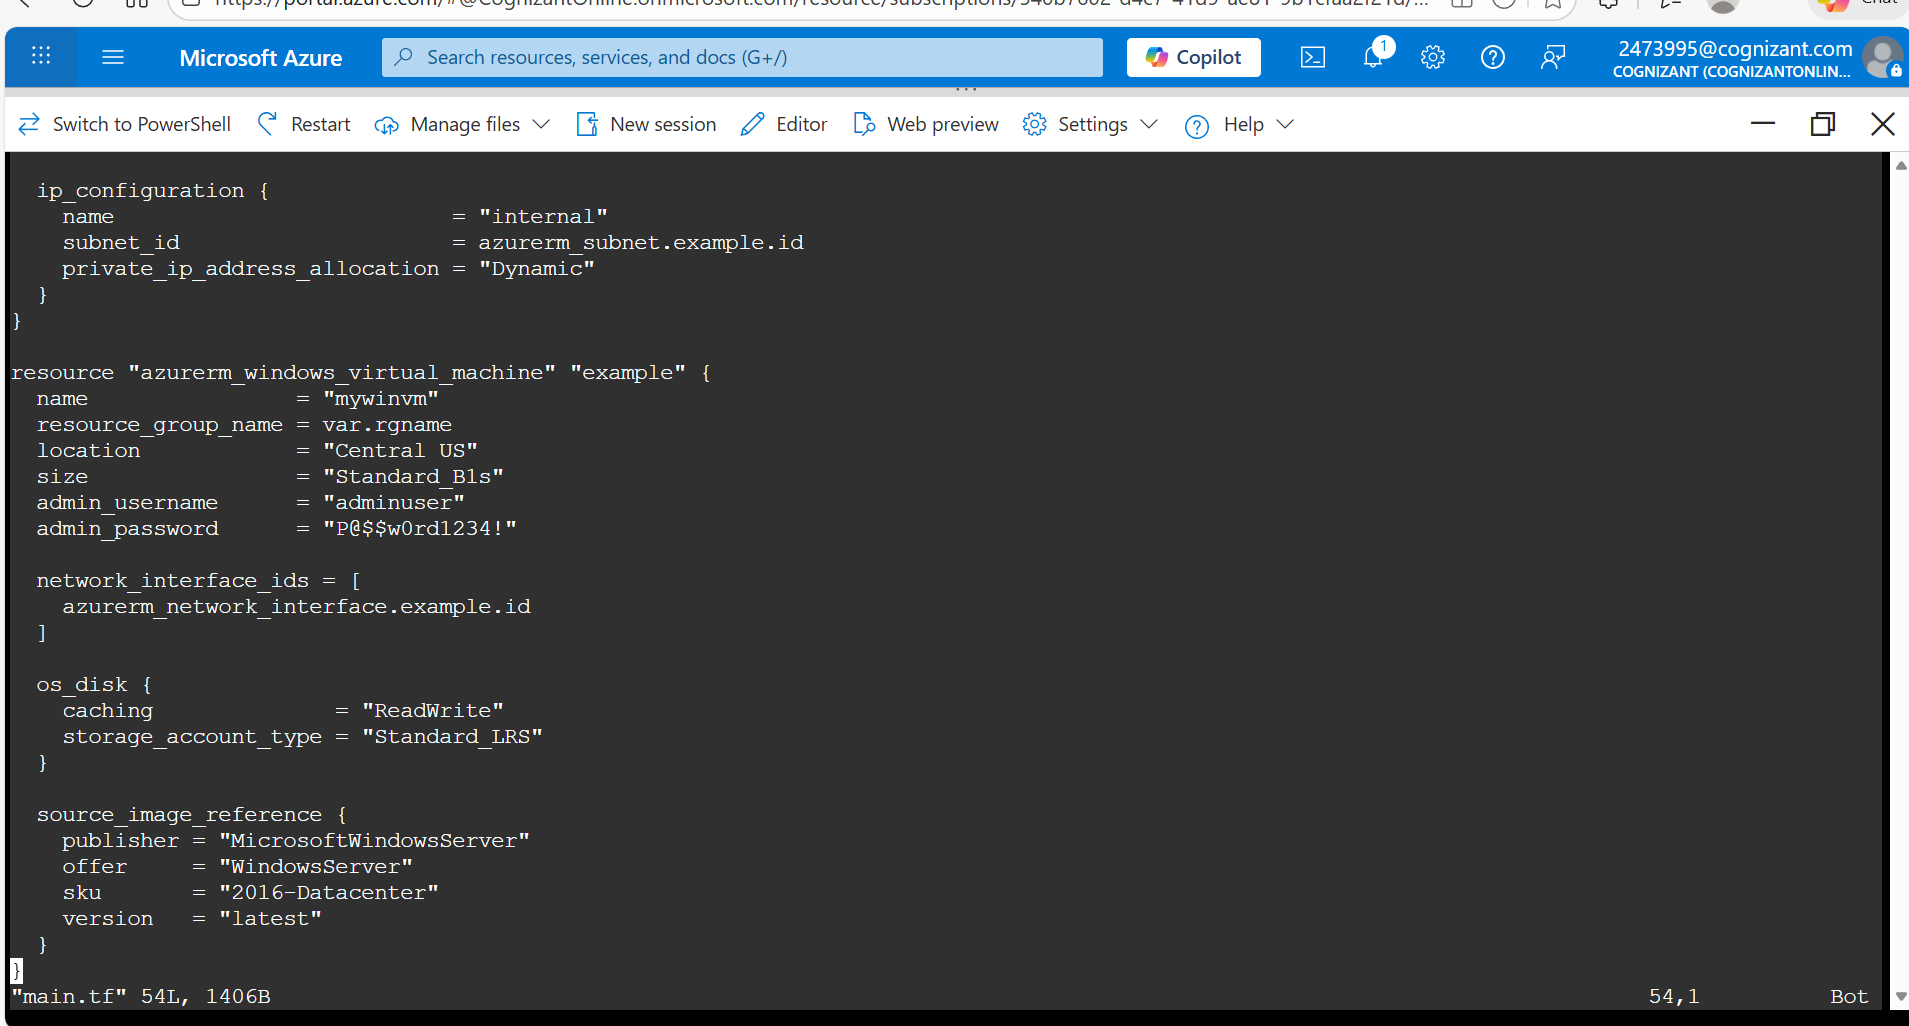 Microsoft Azure
Search resources, services, and docs (G+/)
Copilot
1
2473995@cognizant.com
COGNIZANT (COGNIZANTONLIN...
Switch to PowerShell Restart Manage files New session Editor Web preview Settings Help
  ip_configuration {
    name                          = "internal"
    subnet_id                     = azurerm_subnet.example.id
    private_ip_address_allocation = "Dynamic"
  }
}
resource "azurerm_windows_virtual_machine" "example" {
  name                = "mywinvm"
  resource_group_name = var.rgname
  location            = "Central US"
  size                = "Standard_B1s"
  admin_username      = "adminuser"
  admin_password      = "P@$$w0rd1234!"
  network_interface_ids = [
    azurerm_network_interface.example.id
  ]
  os_disk {
    caching              = "ReadWrite"
    storage_account_type = "Standard_LRS"
  }
  source_image_reference {
    publisher = "MicrosoftWindowsServer"
    offer     = "WindowsServer"
    sku       = "2016-Datacenter"
    version   = "latest"
  }
}
"main.tf" 54L, 1406B 54,1 Bot